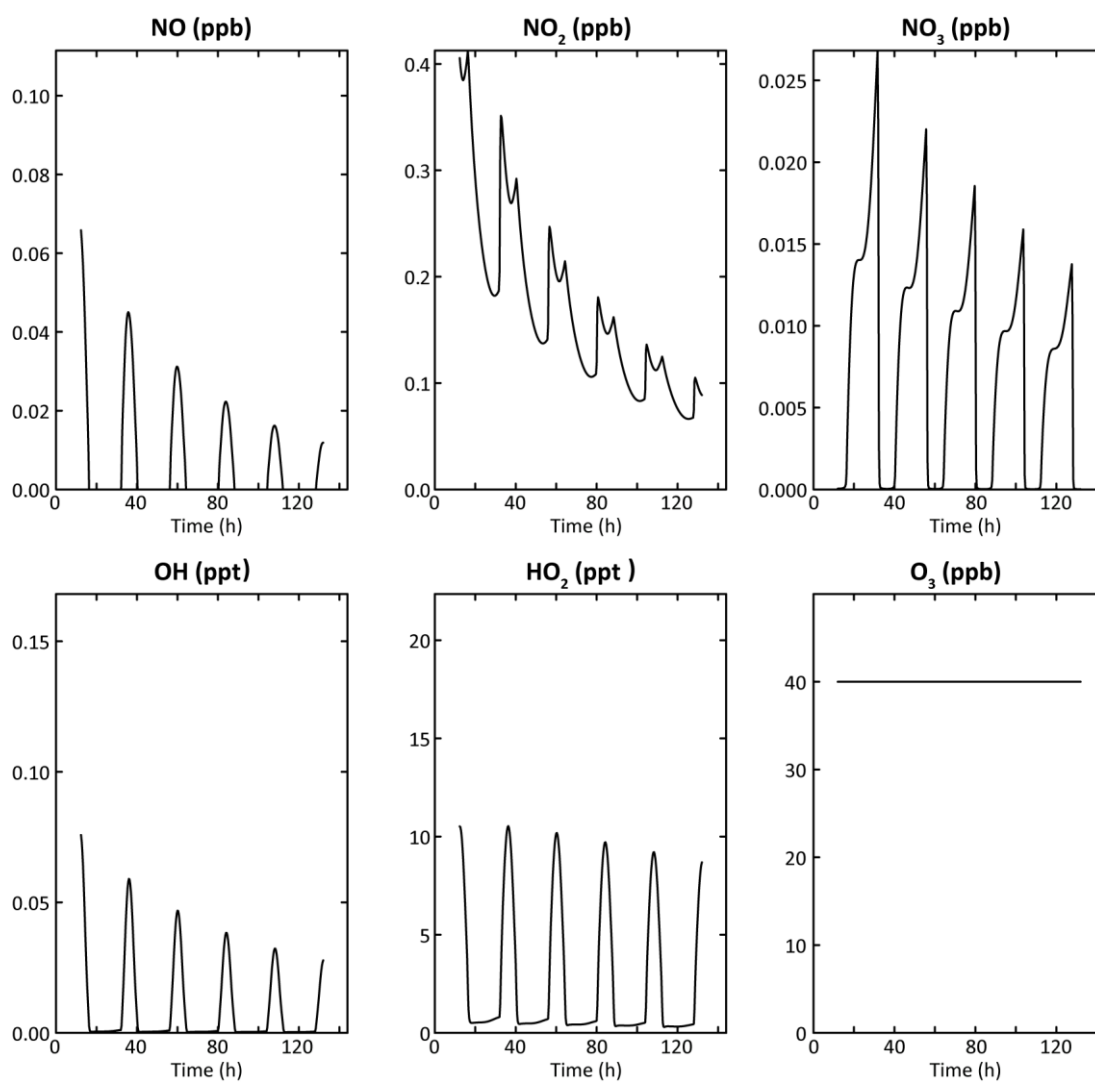 NO (ppb)
0.10
0.08
0.06
0.04
0.02
0.00
0 40 80 120
Time (h)
NO₂ (ppb)
0.4
0.3
0.2
0.1
0.0
0 40 80 120
Time (h)
NO₃ (ppb)
0.025
0.020
0.015
0.010
0.005
0.000
0 40 80 120
Time (h)
OH (ppt)
0.15
0.10
0.05
0.00
0 40 80 120
Time (h)
HO₂ (ppt )
20
15
10
5
0
0 40 80 120
Time (h)
O₃ (ppb)
40
30
20
10
0
0 40 80 120
Time (h)